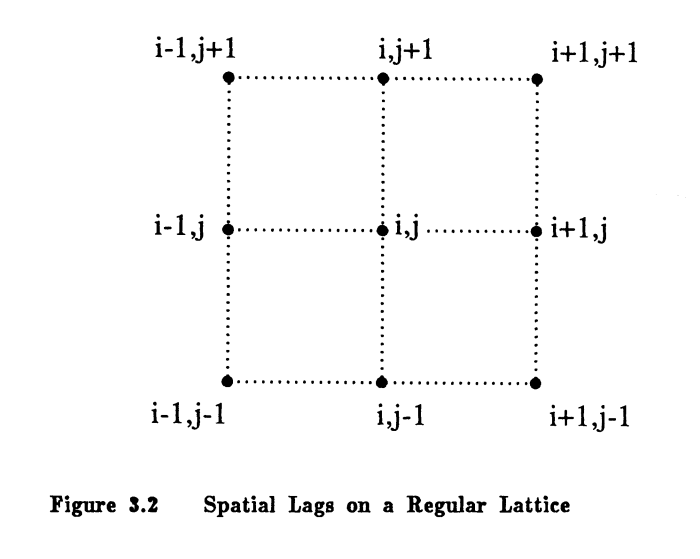 i-1,j+1 i,j+1 i+1,j+1
i-1,j i,j i+1,j
i-1,j-1 i,j-1 i+1,j-1
Figure 3.2 Spatial Lags on a Regular Lattice